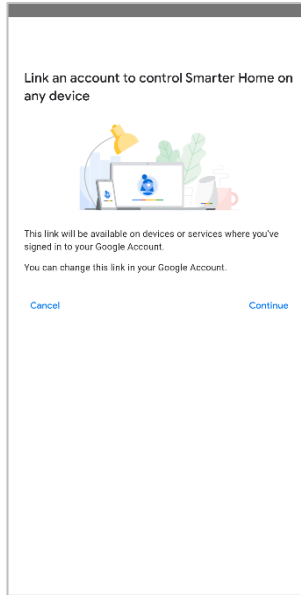 Link an account to control Smarter Home on
any device
This link will be available on devices or services where you've
signed in to your Google Account.
You can change this link in your Google Account.
Cancel
Continue